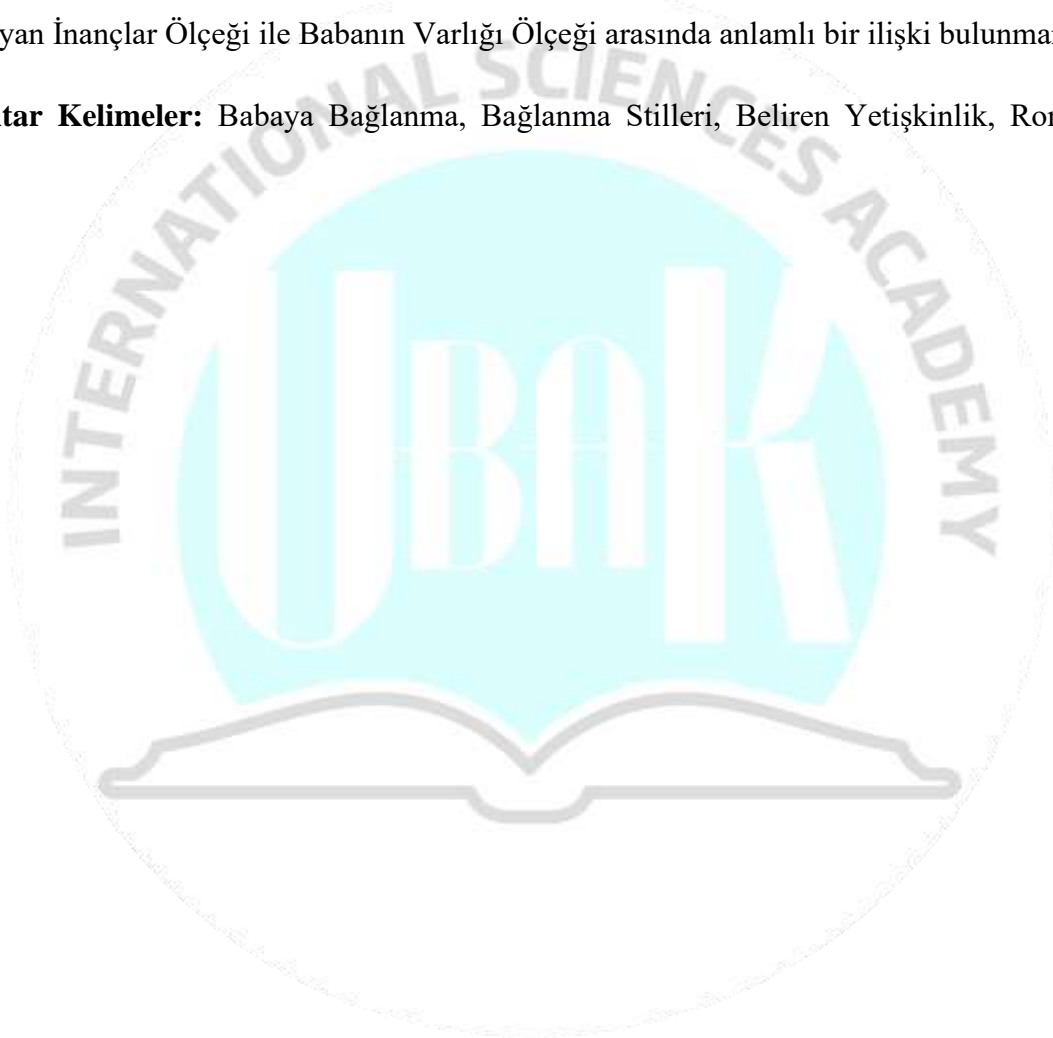 yan İnançlar Ölçeği ile Babanın Varlığı Ölçeği arasında anlamlı bir ilişki bulunma
tar Kelimeler: Babaya Bağlanma, Bağlanma Stilleri, Beliren Yetişkinlik, Ro
INTERNATIONAL SCIENCES ACADEMY
UBAK